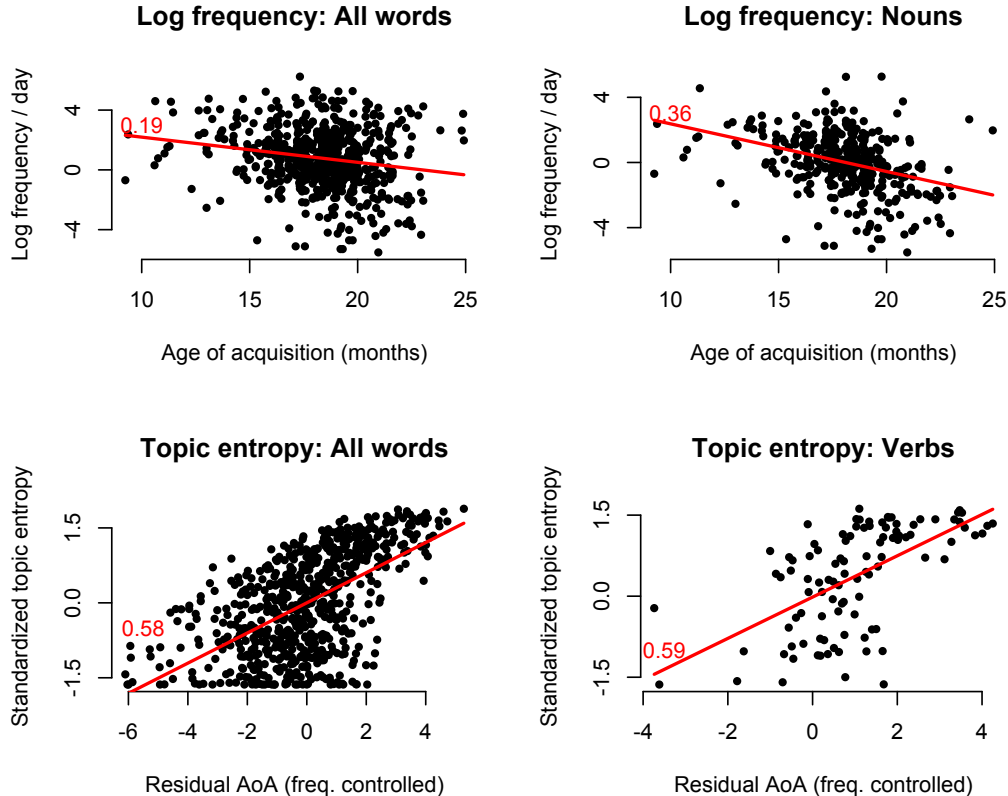 Log frequency: All words
Log frequency / day
4
0
-4
0.19
10
15
20
25
Age of acquisition (months)
Log frequency: Nouns
Log frequency / day
4
0
-4
0.36
10
15
20
25
Age of acquisition (months)
Topic entropy: All words
Standardized topic entropy
1.5
0.0
-1.5
0.58
-6
-4
-2
0
2
4
Residual AoA (freq. controlled)
Topic entropy: Verbs
Standardized topic entropy
1.5
0.0
-1.5
0.59
-4
-2
0
2
4
Residual AoA (freq. controlled)